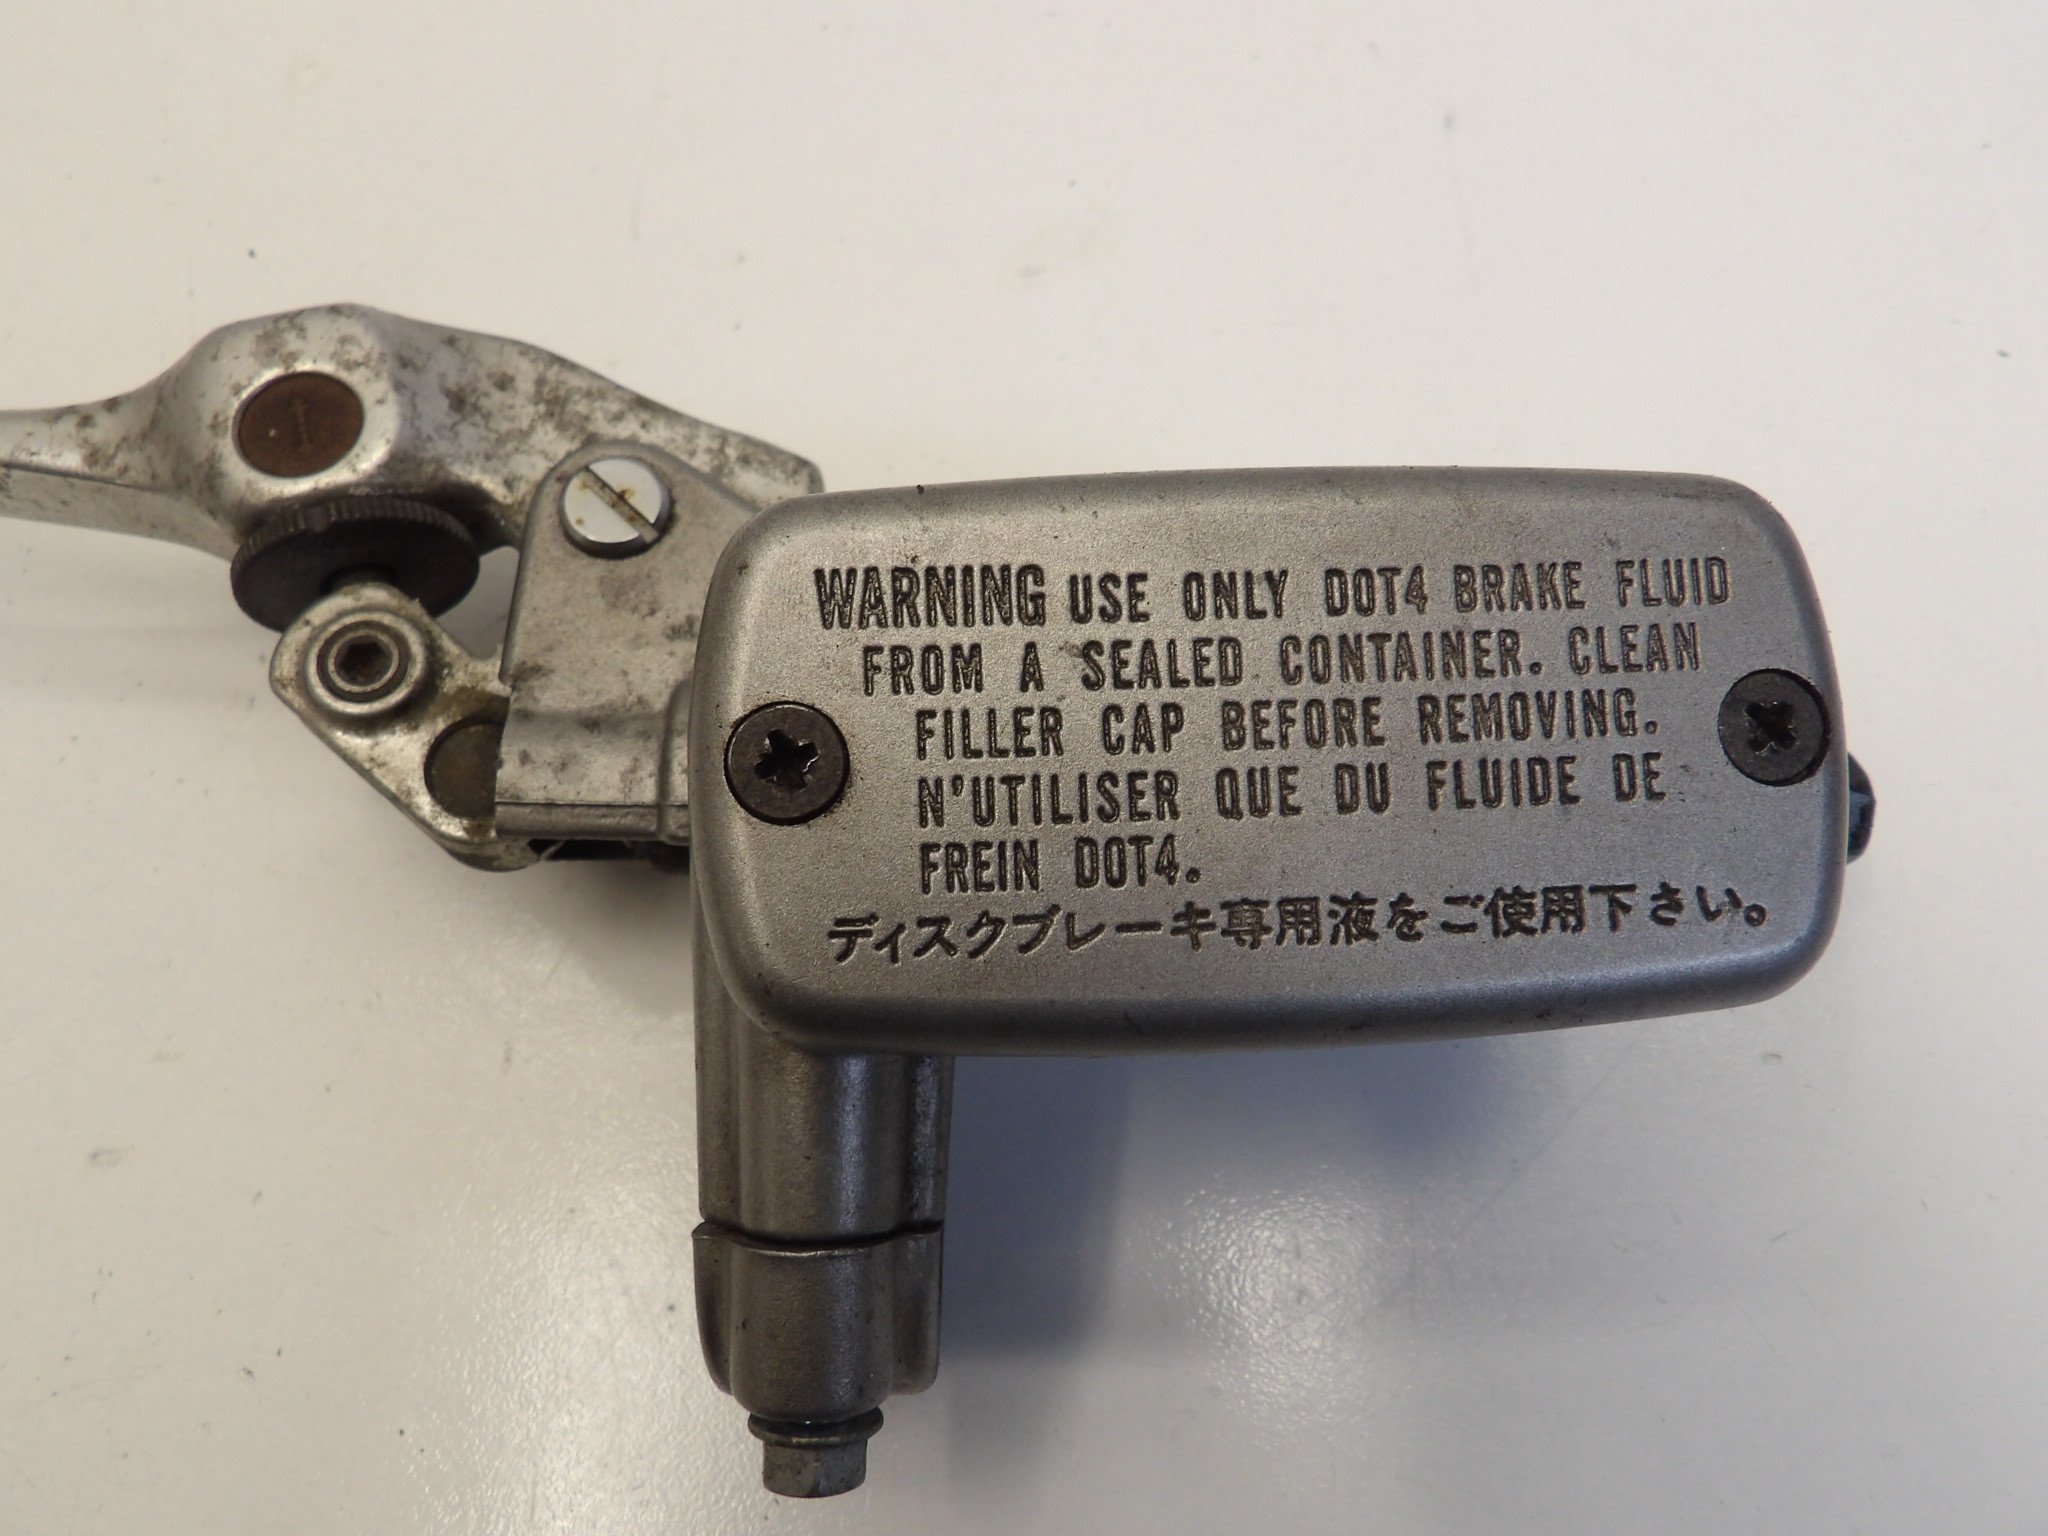 1
WARNING USE ONLY DOT4 BRAKE FLUID
FROM A SEALED CONTAINER. CLEAN
FILLER CAP BEFORE REMOVING.
N'UTILISER QUE DU FLUIDE DE
FREIN DOT4.
ディスクブレーキ専用液をご使用下さい。